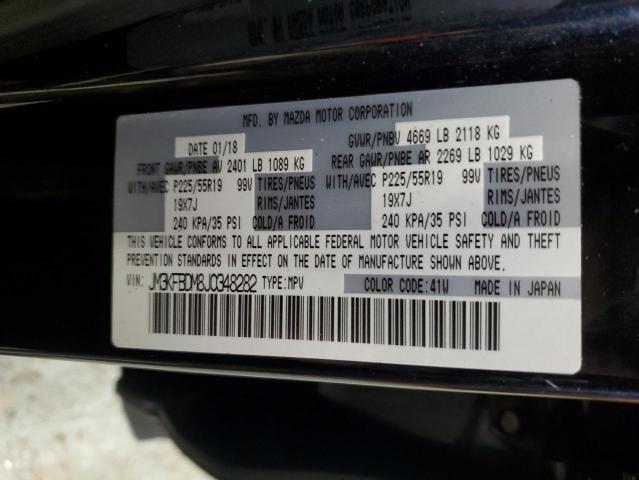 MFD. BY MAZDA MOTOR CORPORATION
DATE 01/18 GVWR/PNBV 4669 LB 2118 KG
FRONT GAWR/PNBE AV 2401 LB 1089 KG REAR GAWR/PNBE AR 2269 LB 1029 KG
WITH/AVEC P225/55R19 99V TIRES/PNEUS WITH/AVEC P225/55R19 99V TIRES/PNEUS
19X7J RIMS/JANTES 19X7J RIMS/JANTES
240 KPA/35 PSI COLD/A FROID 240 KPA/35 PSI COLD/A FROID
THIS VEHICLE CONFORMS TO ALL APPLICABLE FEDERAL MOTOR VEHICLE SAFETY AND THEFT
PREVENTION STANDARDS IN EFFECT ON THE DATE OF MANUFACTURE SHOWN ABOVE.
VIN: JM3KFBDM8J0348282 TYPE:MPV COLOR CODE:41W MADE IN JAPAN